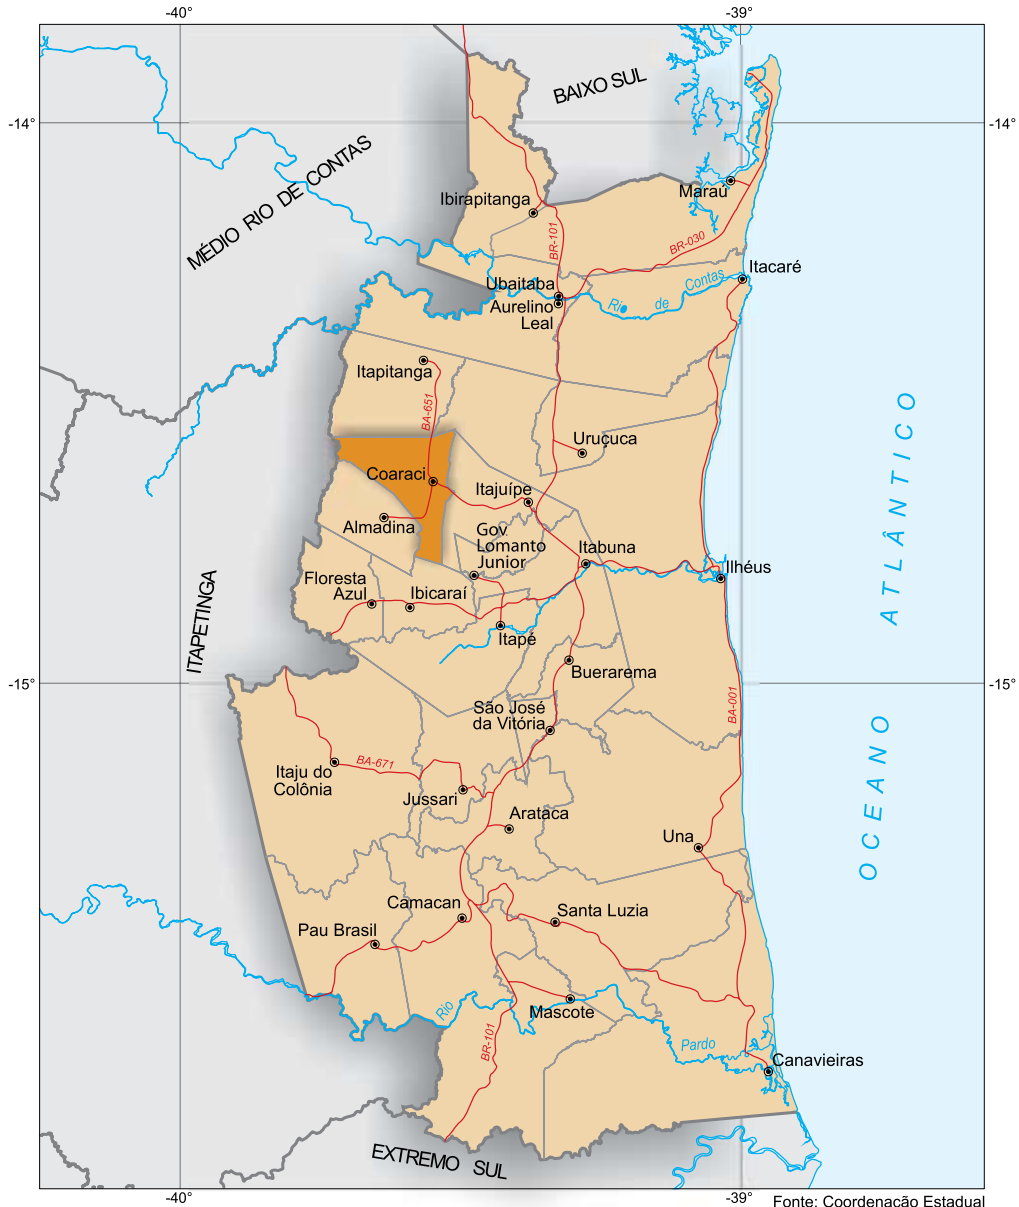 -40°
-39°
BAIXO SUL
-14°
-14°
MÉDIO RIO DE CONTAS
Maraú
Ibirapitanga
BR-101
BR-030
Itacaré
Ubaitaba
Contas
Rio
de
Aurelino
Leal
Itapitanga
BA-651
Uruçuca
Coaraci
Itajuípe
Almadina
Gov
Lomanto
Junior
Itabuna
Ilhéus
Floresta
Azul
Ibicaraí
Itapé
ITAPETINGA
OCEANO ATLÂNTICO
Buerarema
-15°
-15°
São José
da Vitória
BA-001
BA-671
Itaju do
Colônia
Jussari
Arataca
Una
Camacan
Santa Luzia
Pau Brasil
Rio
Mascote
BR-101
Pardo
Canavieiras
EXTREMO SUL
-40°
-39°
Fonte: Coordenação Estadual